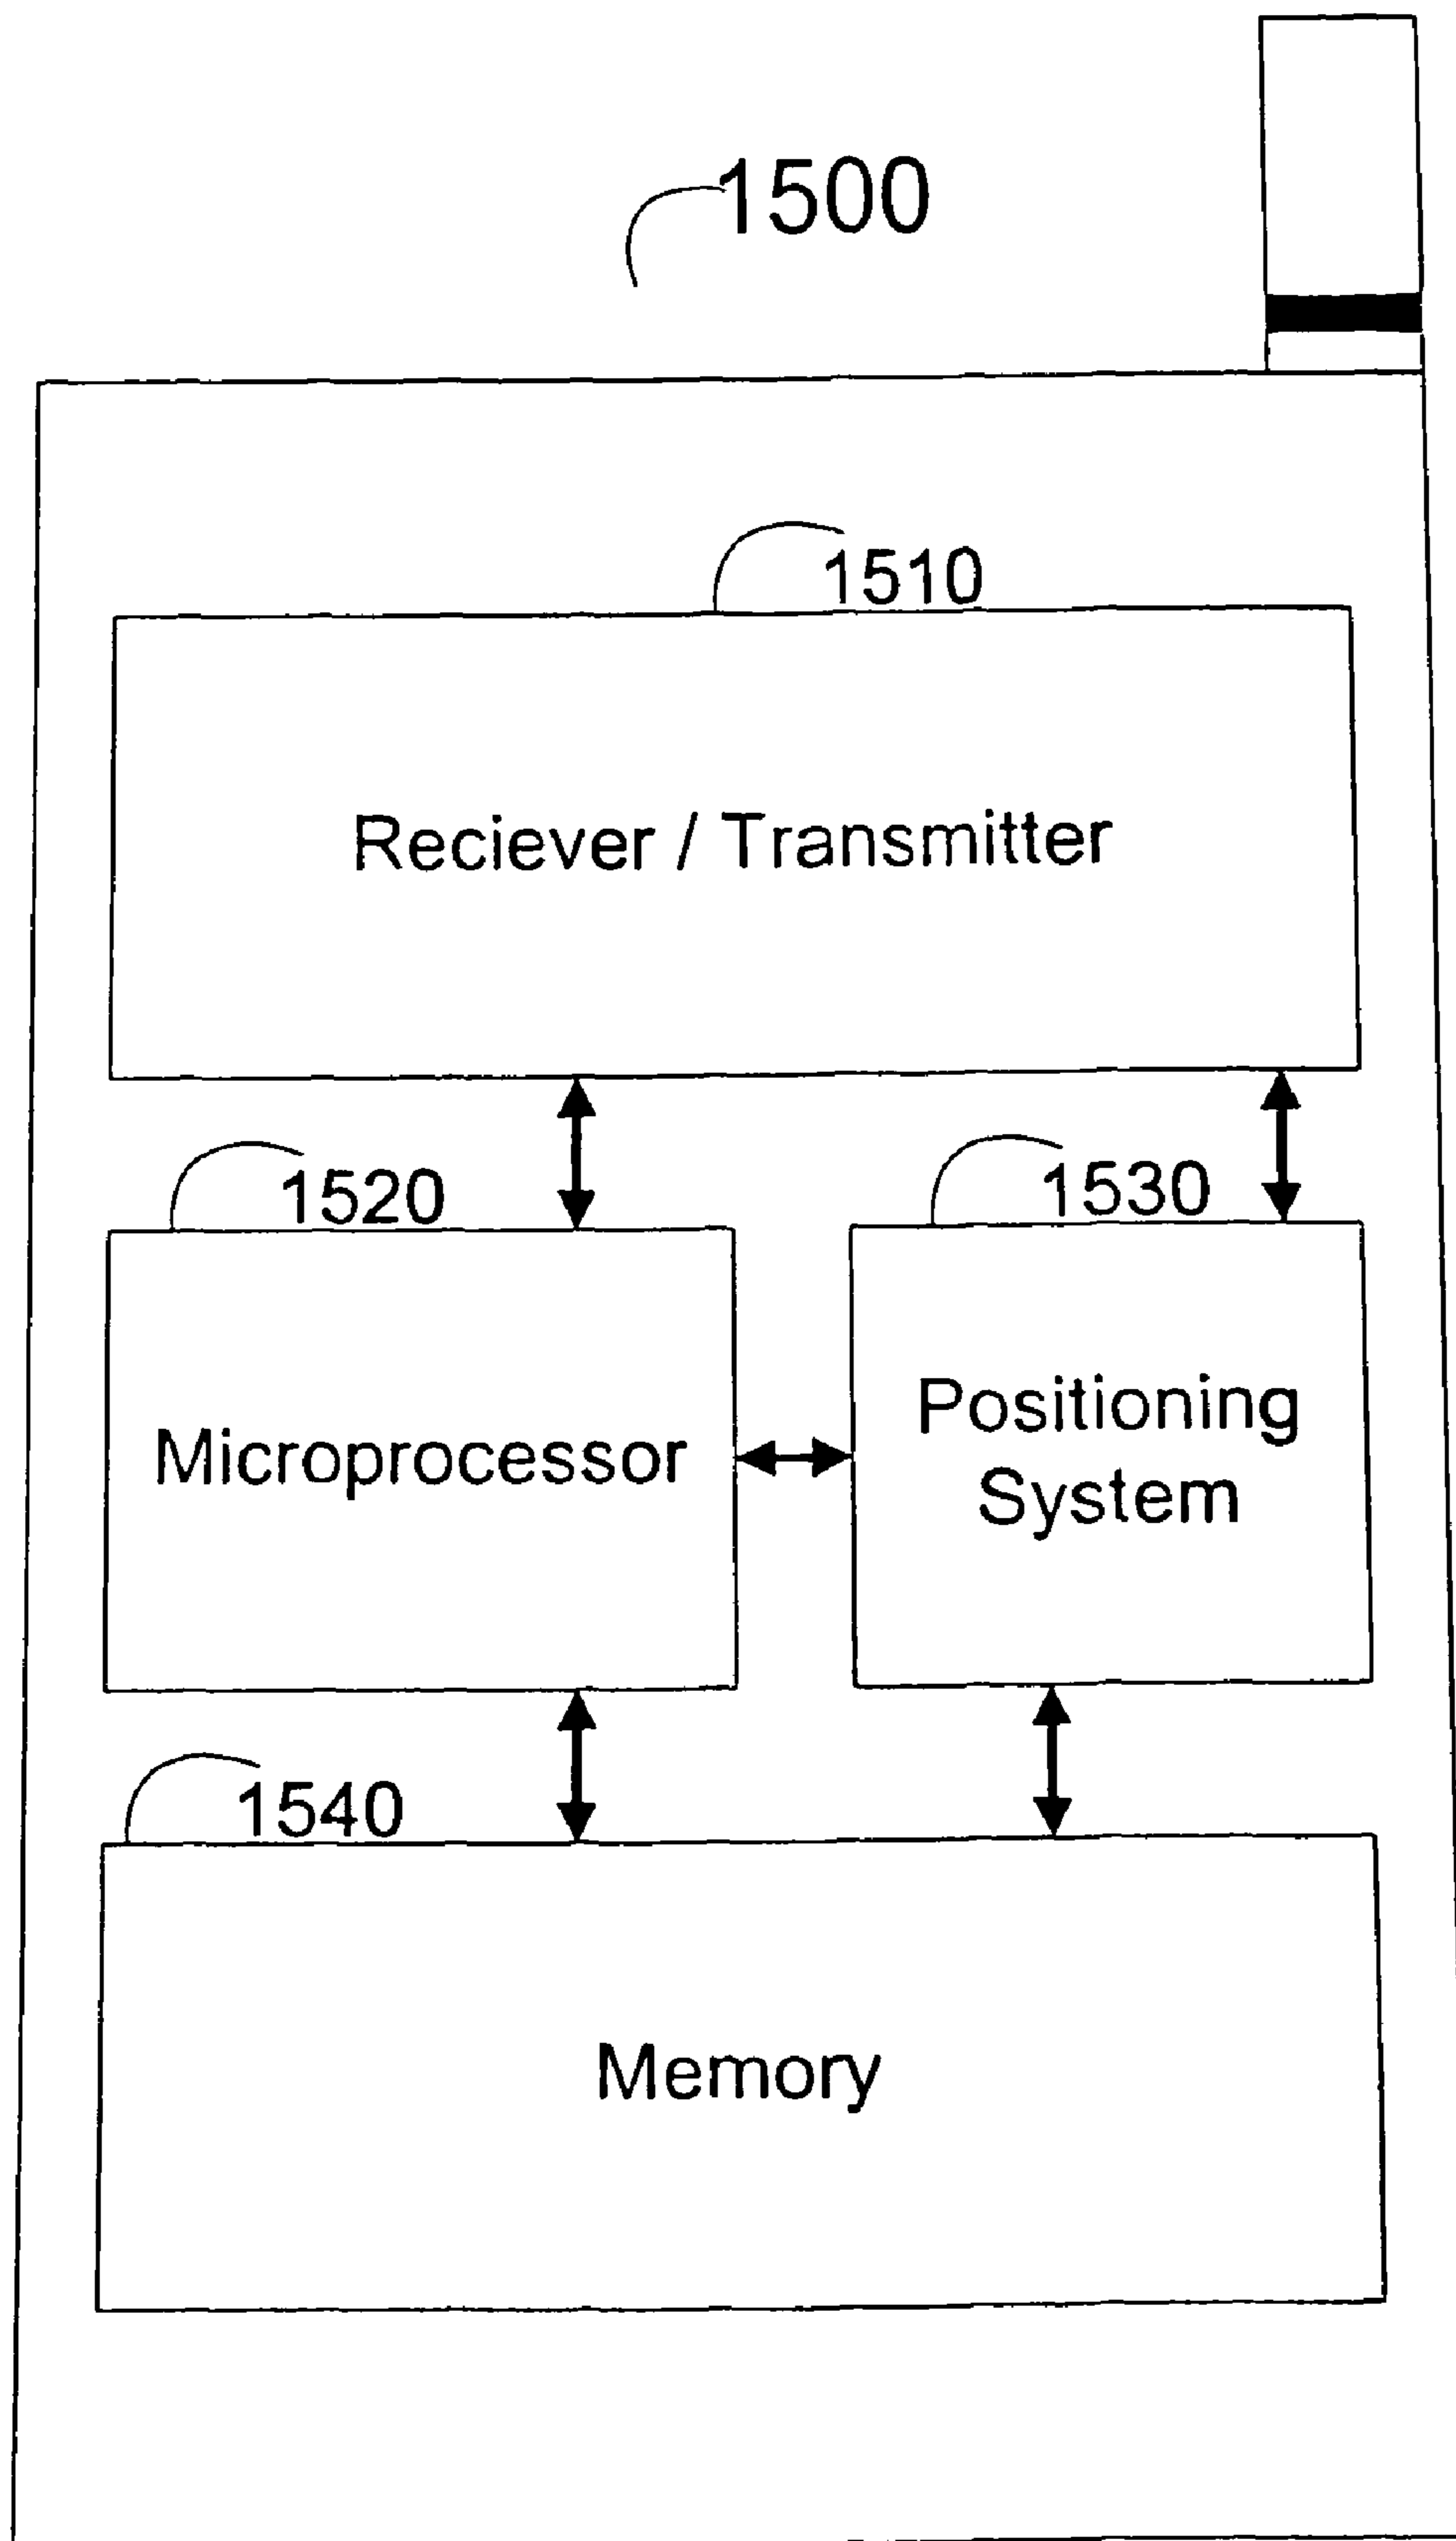 1500
1510
Reciever / Transmitter
1520
1530
Microprocessor
Positioning
System
1540
Memory